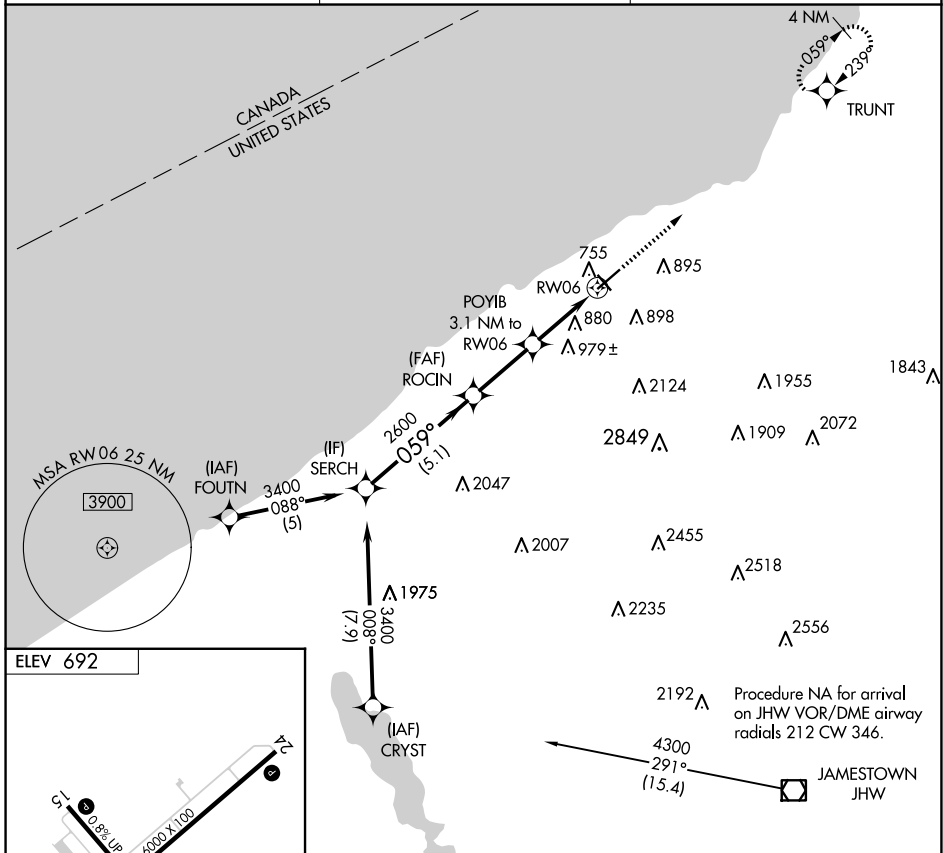 4 NM
059°
239°
TRUNT
CANADA
UNITED STATES
755
895
RW06
POYIB
3.1 NM to
RW06
880
898
979±
(FAF)
ROCIN
2124
1955
1843
2600
059°
(5.1)
2849
1909
2072
(IF)
SERCH
MSA RW06 25 NM
3900
(IAF)
FOUTN
3400
088°
(5)
2047
2007
2455
2518
1975
3400
008°
(7.9)
2235
2556
ELEV 692
2192
Procedure NA for arrival
on JHW VOR/DME airway
radials 212 CW 346.
(IAF)
CRYST
4300
291°
(15.4)
JAMESTOWN
JHW
24
P
15
P
0.8% UP
6000 X 100